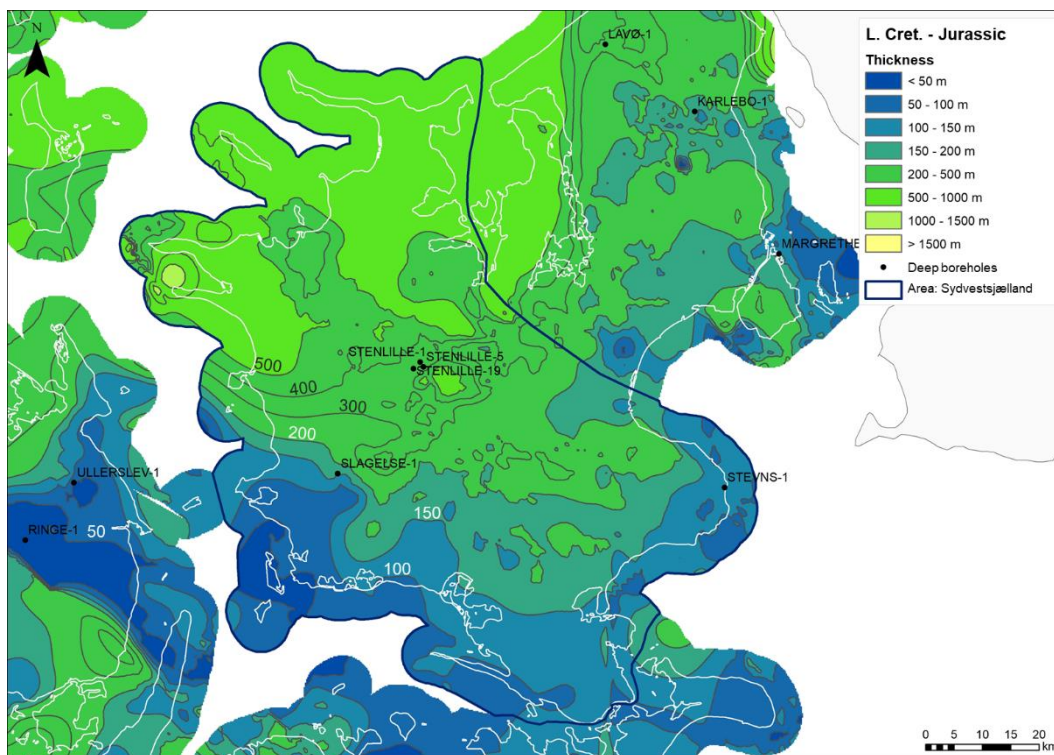 N
LAVØ-1
KARLEBO-1
MARGRETHE
STENLILLE-1
STENLILLE-5
STENLILLE-19
500
400
300
200
SLAGELSE-1
ULLERSLEV-1
STEVNS-1
150
RINGE-1
50
100
L. Cret. - Jurassic
Thickness
< 50 m
50 - 100 m
100 - 150 m
150 - 200 m
200 - 500 m
500 - 1000 m
1000 - 1500 m
> 1500 m
Deep boreholes
Area: Sydvestsjælland
0 5 10 15 20
km